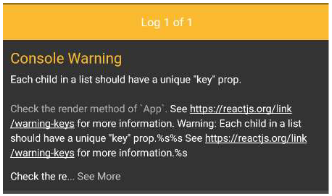 Log 1 of 1
Console Warning
Each child in a list should have a unique "key" prop.
Check the render method of `App`. See https://reactjs.org/link
/warning-keys for more information. Warning: Each child in a list
should have a unique "key" prop.%s%s See https://reactjs.org/link
/warning-keys for more information.%s
Check the re... See More